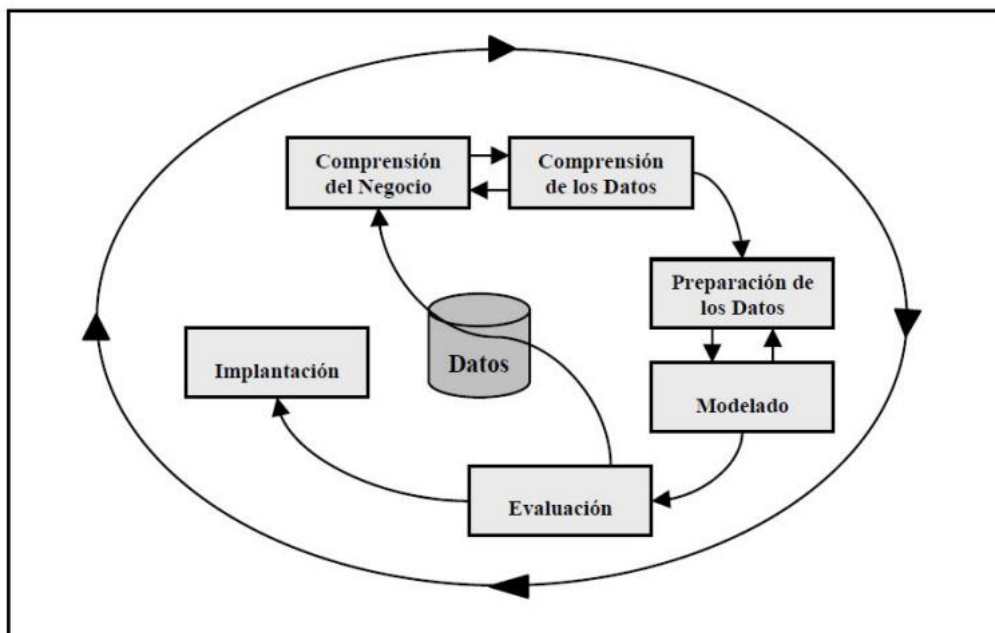 Comprensión
del Negocio
Comprensión
de los Datos
Preparación de
los Datos
Datos
Implantación
Modelado
Evaluación